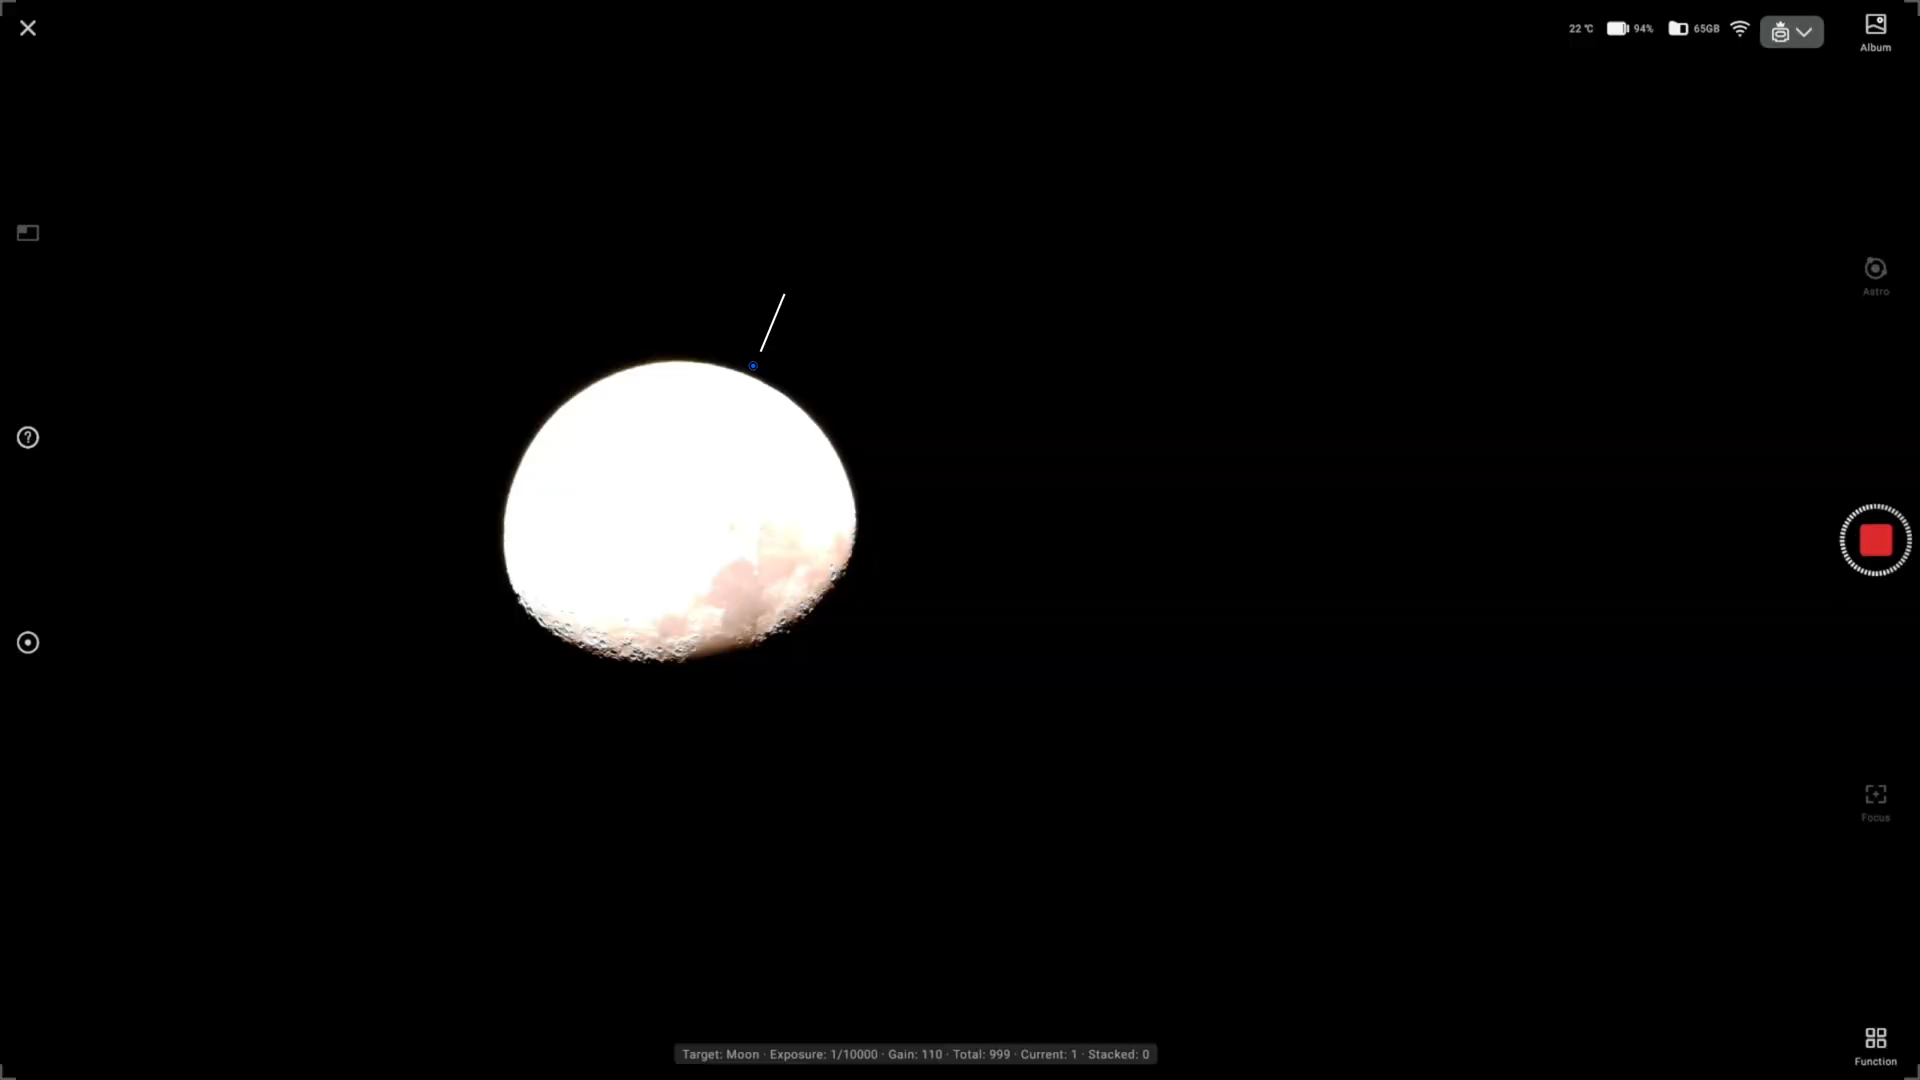 22 °C
94%
65GB
Album
Astro
Focus
Target: Moon · Exposure: 1/10000 · Gain: 110 · Total: 999 · Current: 1 · Stacked: 0
Function